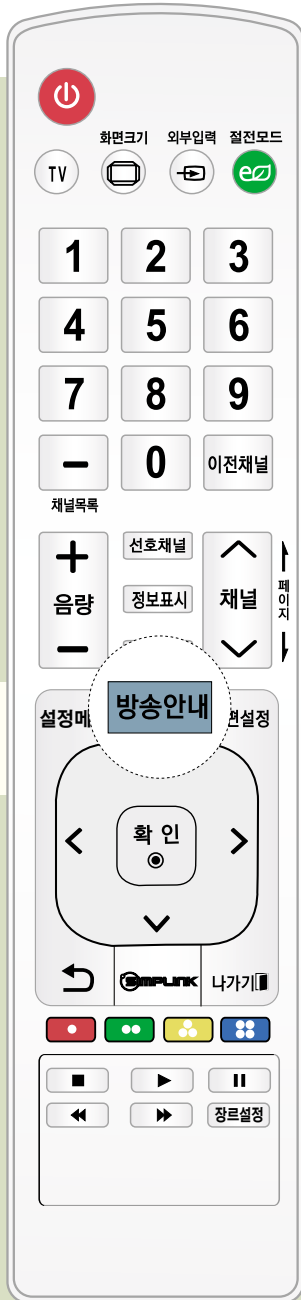 화면크기 외부입력 절전모드
TV
1 2 3
4 5 6
7 8 9
- 0 이전채널
채널목록
+ 선호채널
음량 정보표시 채널 페이지
-
방송안내
설정메
변설정
확인
SIMPLINK 나가기
장르설정